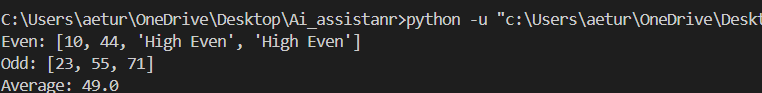 C:\Users\aetur\OneDrive\Desktop\Ai_assistanr>python -u "c:\Users\aetur\OneDrive\Deskt
Even: [10, 44, 'High Even', 'High Even']
Odd: [23, 55, 71]
Average: 49.0